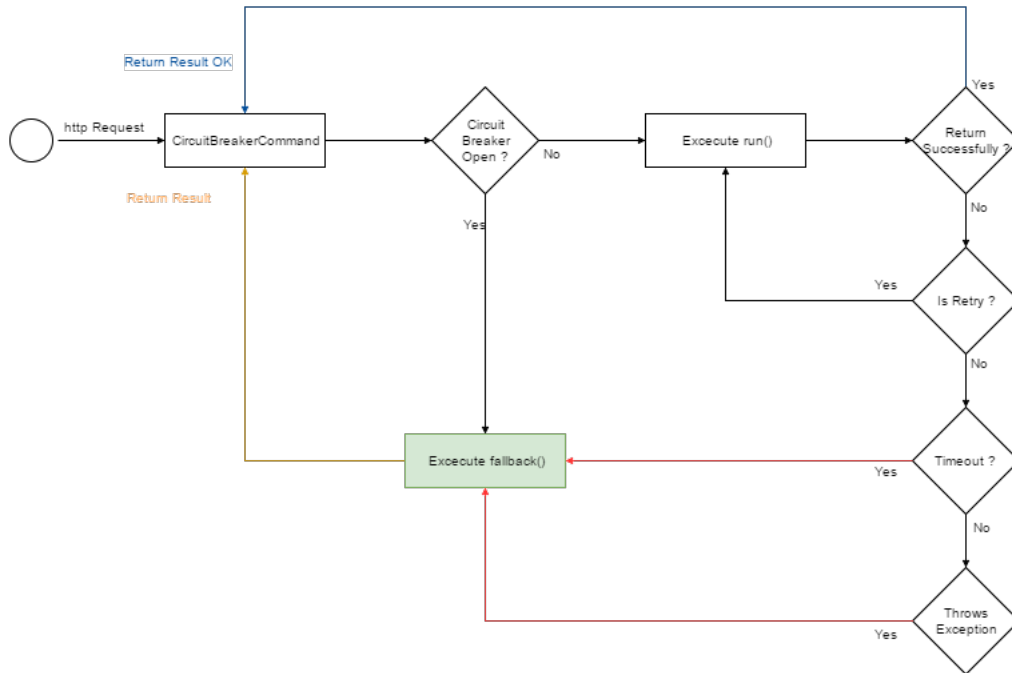 Return Result OK
Yes
http Request
CircuitBreakerCommand
Circuit
Breaker
Open ?
No
Excecute run()
Return
Successfully ?
Return Result
Yes
No
Yes
Is Retry ?
No
Excecute fallback()
Timeout ?
Yes
No
Throws
Exception
Yes